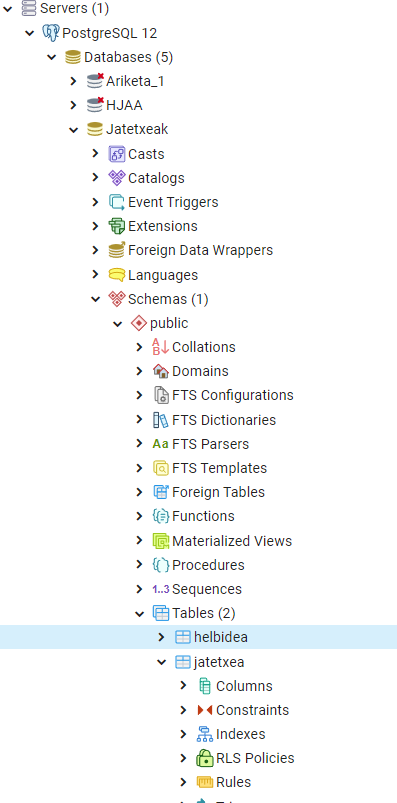 Servers (1)
PostgreSQL 12
Databases (5)
Ariketa_1
HJAA
Jatetxeak
Casts
Catalogs
Event Triggers
Extensions
Foreign Data Wrappers
Languages
Schemas (1)
public
Collations
Domains
FTS Configurations
FTS Dictionaries
Aa FTS Parsers
FTS Templates
Foreign Tables
Functions
Materialized Views
Procedures
1..3 Sequences
Tables (2)
helbidea
jatetxea
Columns
Constraints
Indexes
RLS Policies
Rules